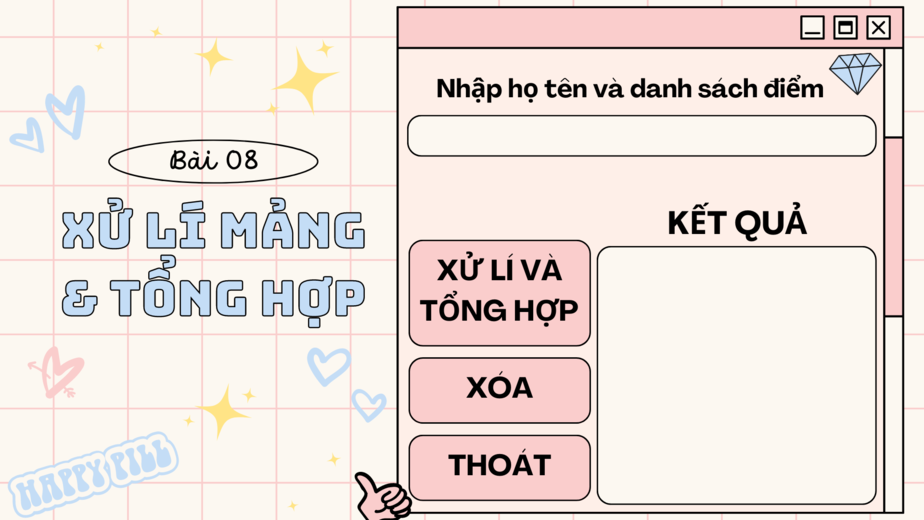 Bài 08
XỬ LÍ MẢNG
& TỔNG HỢP
HAPPY PILL
Nhập họ tên và danh sách điểm
KẾT QUẢ
XỬ LÍ VÀ
TỔNG HỢP
XÓA
THOÁT